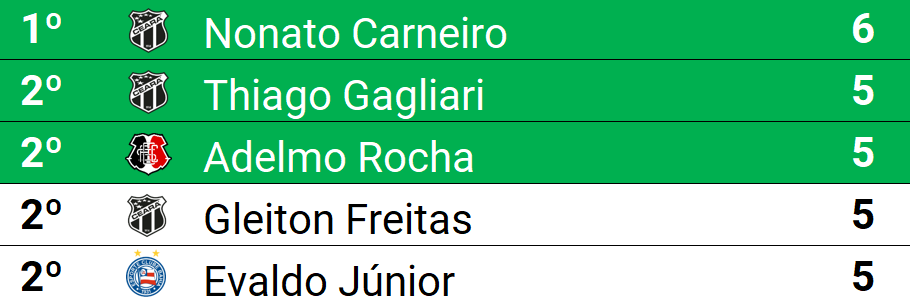 1º CEARÁ Nonato Carneiro 6
2º CEARÁ Thiago Gagliari 5
2º Adelmo Rocha 5
2º CEARÁ Gleiton Freitas 5
2º Evaldo Júnior 5